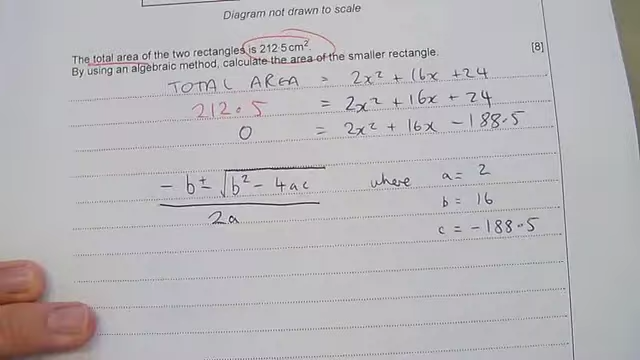 Diagram not drawn to scale
The total area of the two rectangles is 212·5 cm².
By using an algebraic method, calculate the area of the smaller rectangle. [8]
TOTAL AREA = 2x² + 16x + 24
212·5 = 2x² + 16x + 24
0 = 2x² + 16x - 188·5
- b ± √b² - 4ac
2a
where a = 2
b = 16
c = -188·5